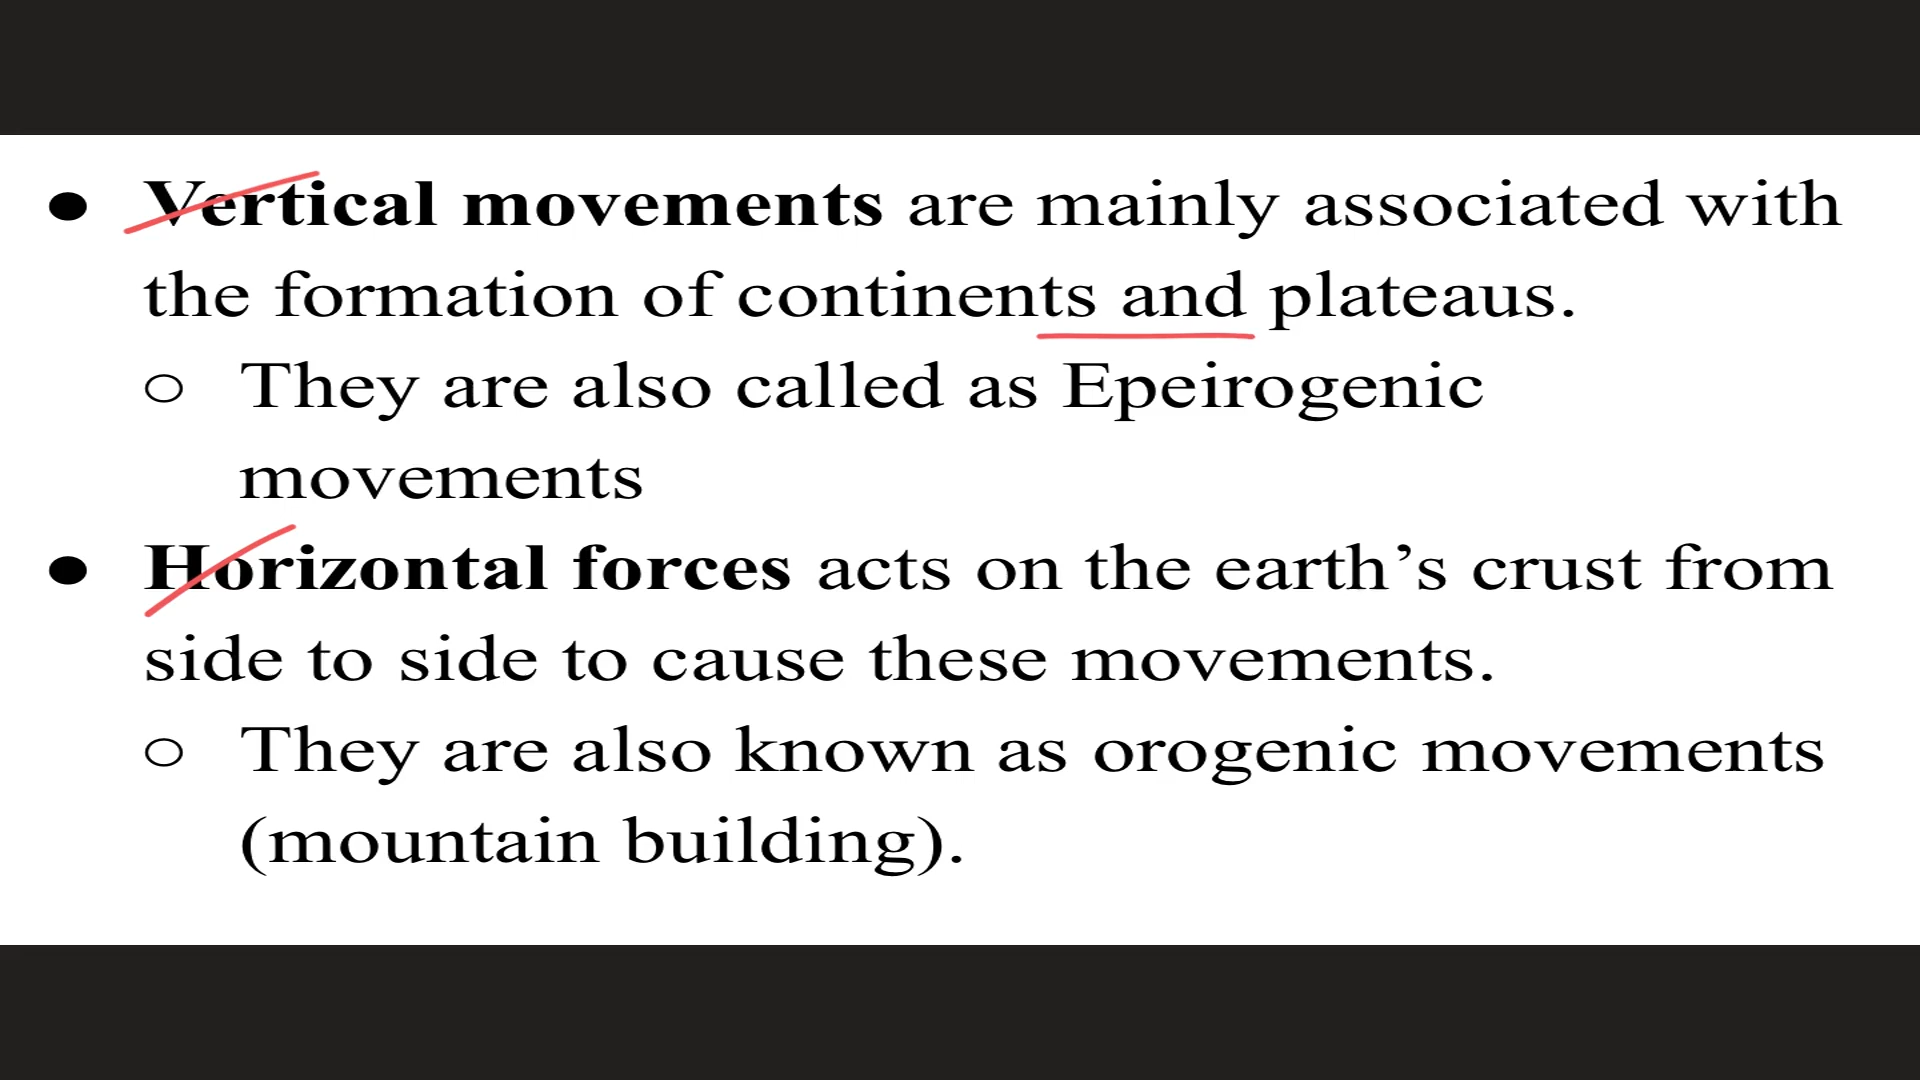 ● Vertical movements are mainly associated with
the formation of continents and plateaus.
○ They are also called as Epeirogenic
movements
● Horizontal forces acts on the earth’s crust from
side to side to cause these movements.
○ They are also known as orogenic movements
(mountain building).